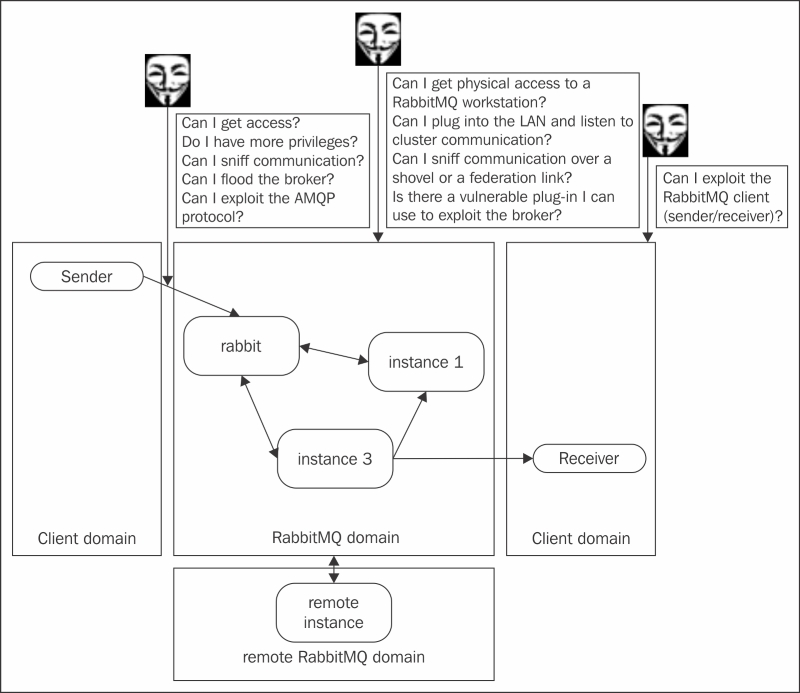 Can I get access?
Do I have more privileges?
Can I sniff communication?
Can I flood the broker?
Can I exploit the AMQP
protocol?
Can I get physical access to a
RabbitMQ workstation?
Can I plug into the LAN and listen to
cluster communication?
Can I sniff communication over a
shovel or a federation link?
Is there a vulnerable plug-in I can
use to exploit the broker?
Can I exploit the
RabbitMQ client
(sender/receiver)?
Sender
rabbit
instance 1
instance 3
Receiver
Client domain
RabbitMQ domain
Client domain
remote
instance
remote RabbitMQ domain